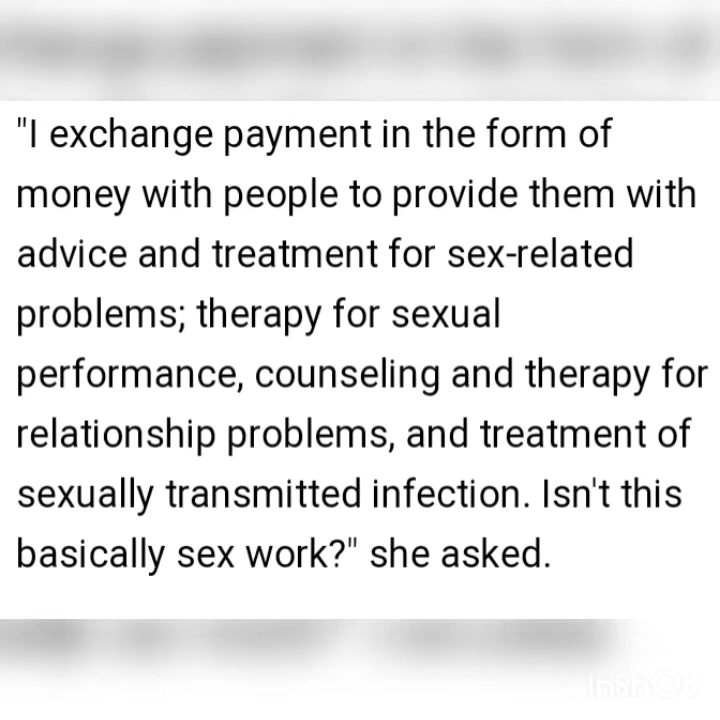 "I exchange payment in the form of
money with people to provide them with
advice and treatment for sex-related
problems; therapy for sexual
performance, counseling and therapy for
relationship problems, and treatment of
sexually transmitted infection. Isn't this
basically sex work?" she asked.